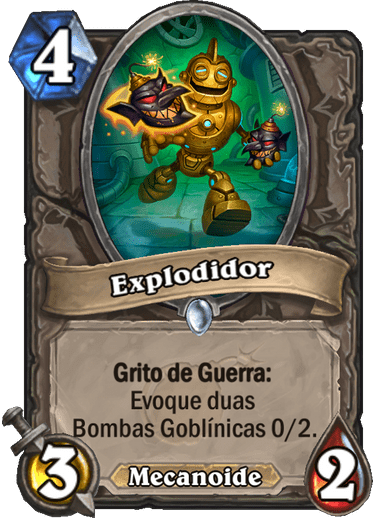 4
Explodidor
Grito de Guerra:
Evoque duas
Bombas Goblínicas 0/2.
3
Mecanoide
2